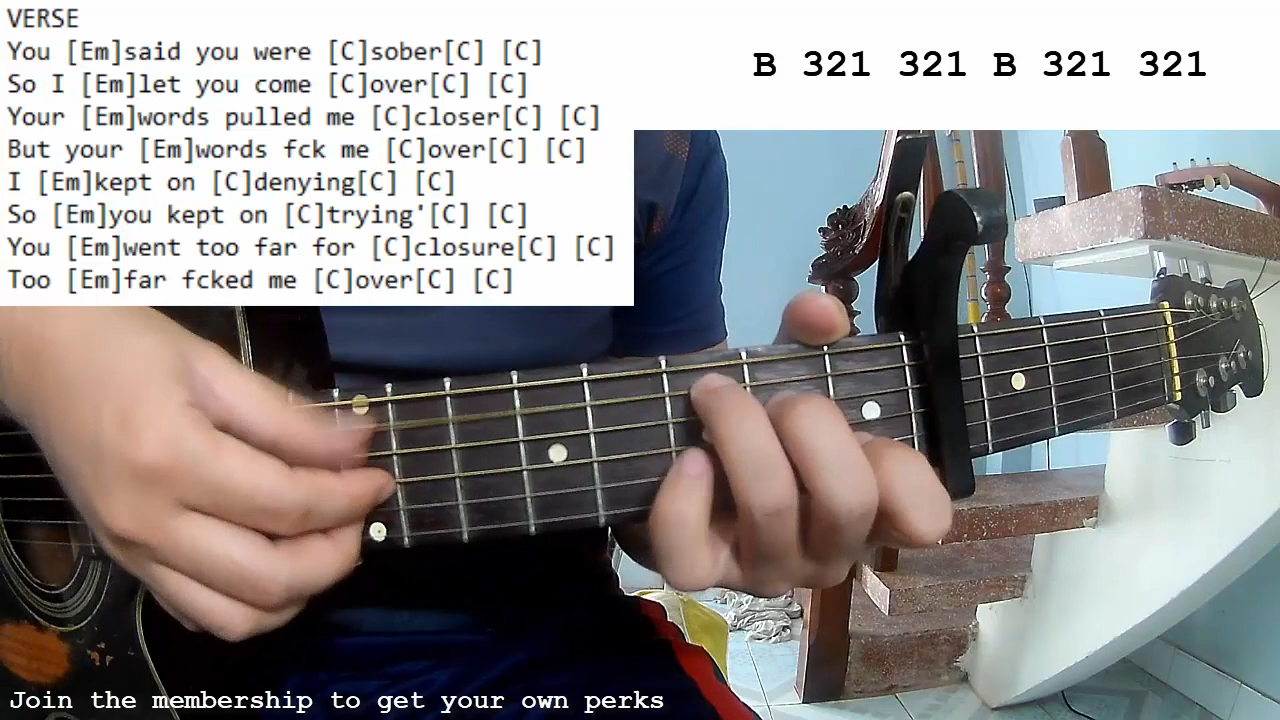 VERSE
You [Em]said you were [C]sober[C] [C]
So I [Em]let you come [C]over[C] [C]
Your [Em]words pulled me [C]closer[C] [C]
But your [Em]words fck me [C]over[C] [C]
I [Em]kept on [C]denying[C] [C]
So [Em]you kept on [C]trying'[C] [C]
You [Em]went too far for [C]closure[C] [C]
Too [Em]far fcked me [C]over[C] [C]
B 321 321 B 321 321
Join the membership to get your own perks